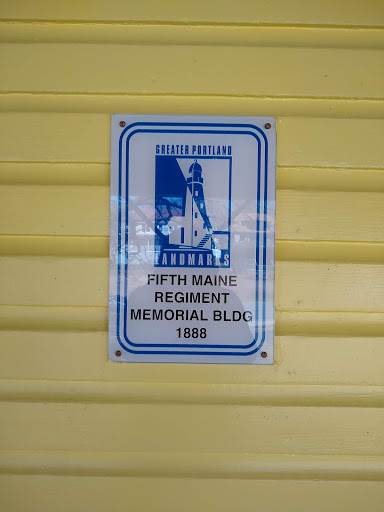 GREATER PORTLAND
LANDMARKS
FIFTH MAINE
REGIMENT
MEMORIAL BLDG
1888